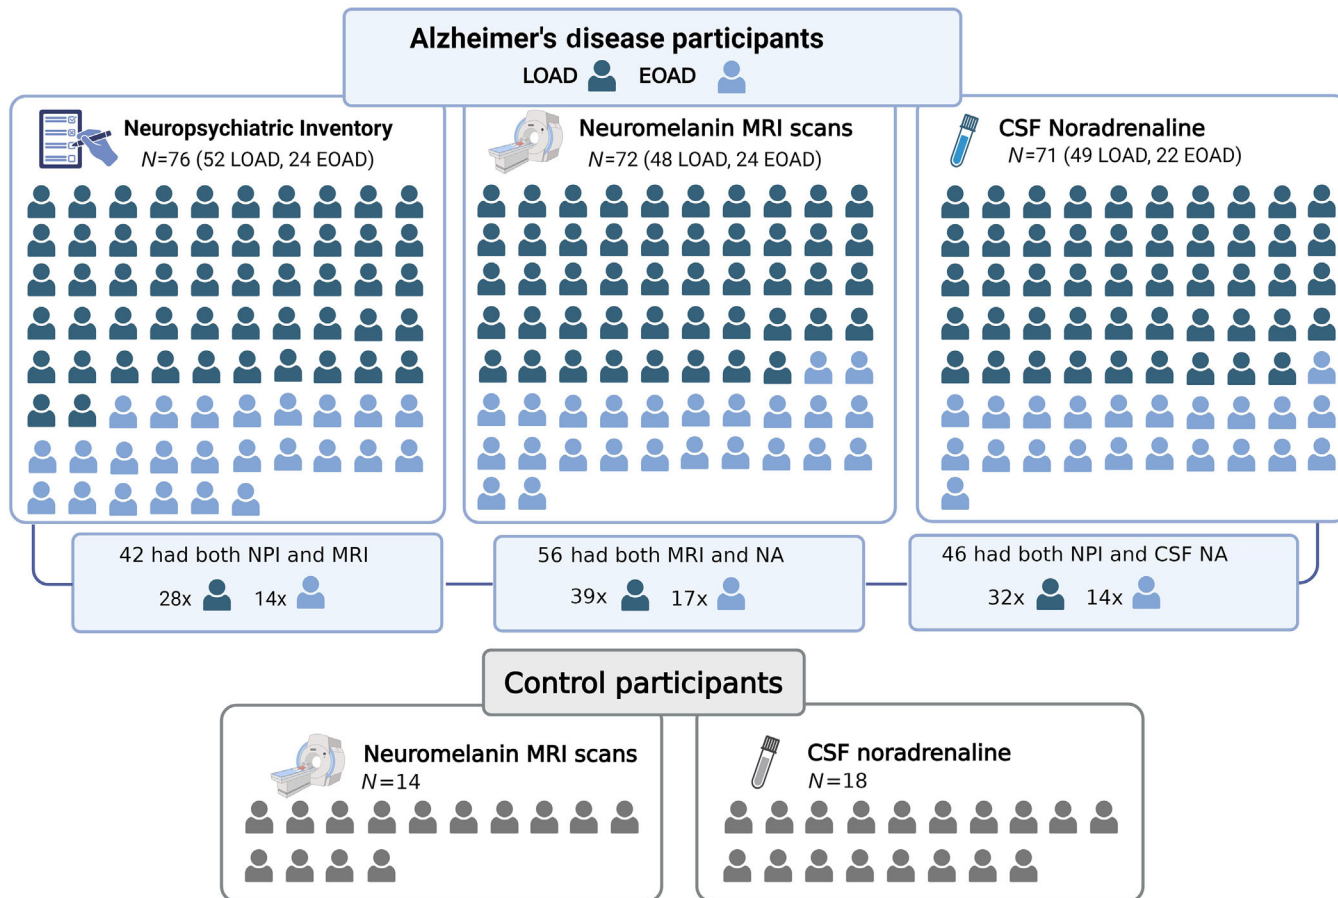 Alzheimer's disease participants
LOAD EOAD
Neuropsychiatric Inventory
N=76 (52 LOAD, 24 EOAD)
Neuromelanin MRI scans
N=72 (48 LOAD, 24 EOAD)
CSF Noradrenaline
N=71 (49 LOAD, 22 EOAD)
42 had both NPI and MRI
28x 14x
56 had both MRI and NA
39x 17x
46 had both NPI and CSF NA
32x 14x
Control participants
Neuromelanin MRI scans
N=14
CSF noradrenaline
N=18